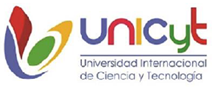 unicyt
Universidad Internacional
de Ciencia y Tecnología